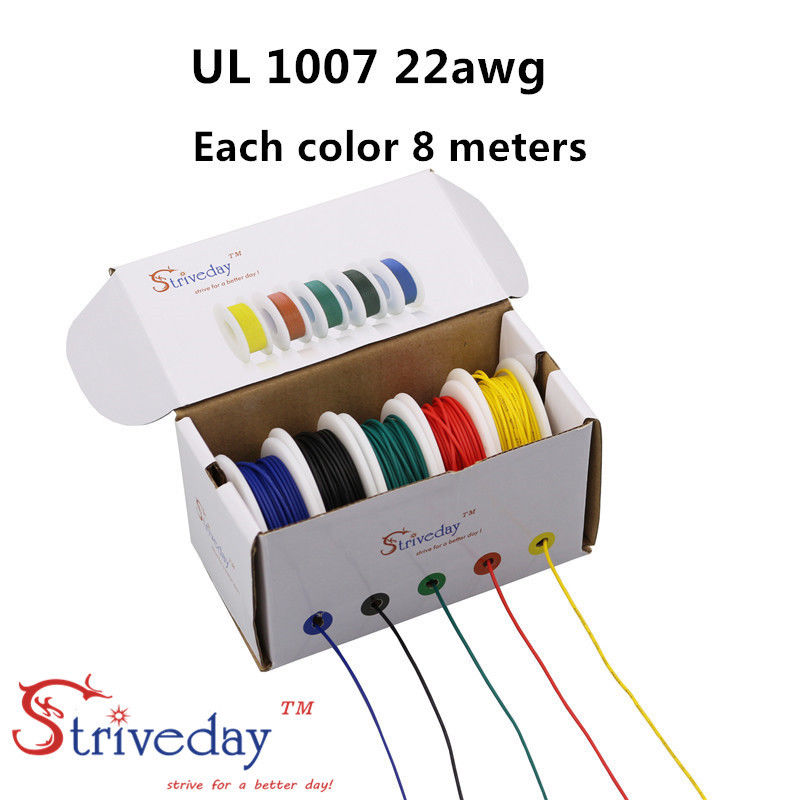 UL 1007 22awg
Each color 8 meters
Striveday TM
strive for a better day !
Striveday TM
strive for a better day !
Striveday TM
strive for a better day!